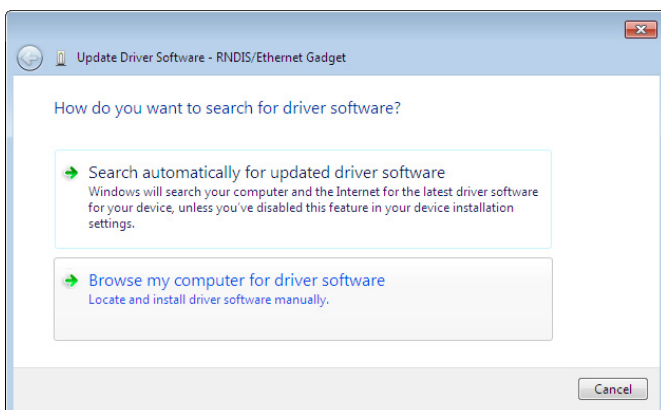 Update Driver Software - RNDIS/Ethernet Gadget
How do you want to search for driver software?
Search automatically for updated driver software
Windows will search your computer and the Internet for the latest driver software
for your device, unless you've disabled this feature in your device installation
settings.
Browse my computer for driver software
Locate and install driver software manually.
Cancel